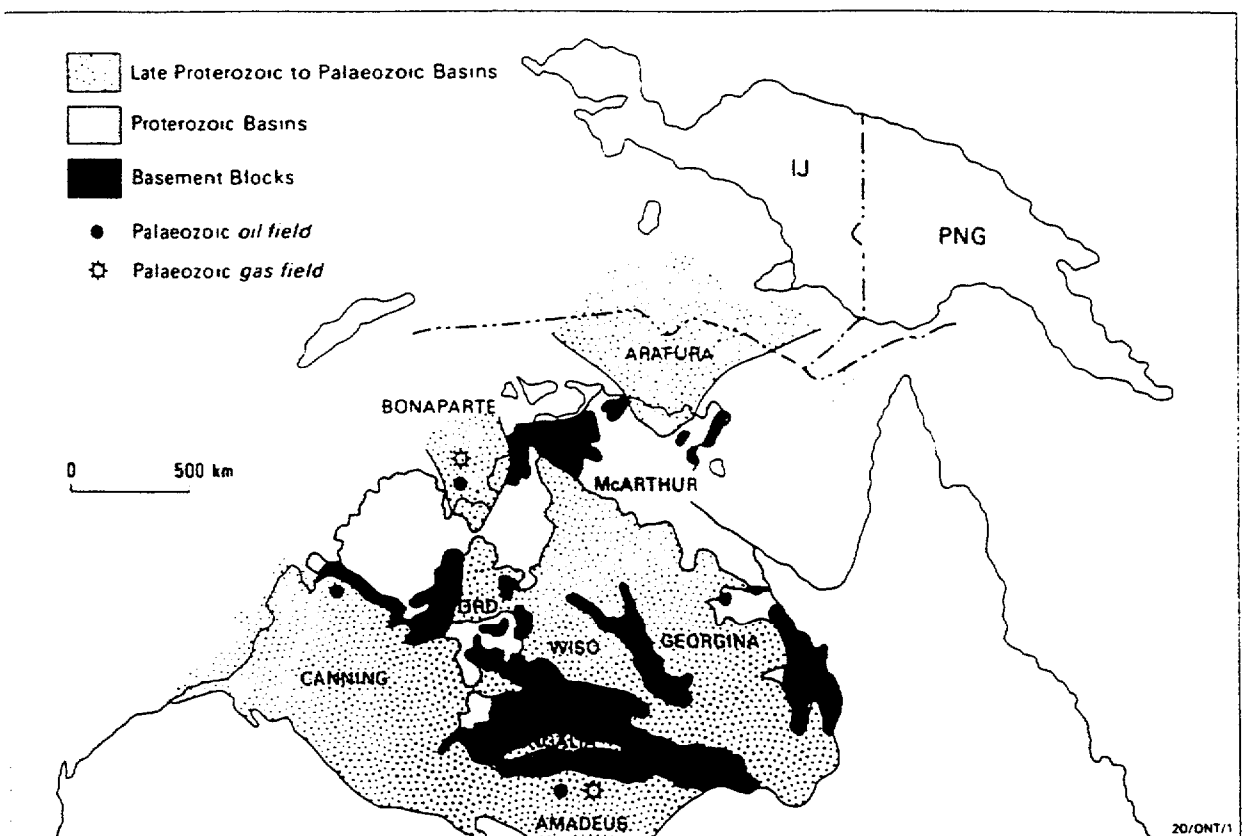 Late Proterozoic to Palaeozoic Basins
Proterozoic Basins
Basement Blocks
Palaeozoic oil field
Palaeozoic gas field
IJ
PNG
ARAFURA
BONAPARTE
0 500 km
McARTHUR
ORD
WISO
GEORGINA
CANNING
AMADEUS
20/ONT/1